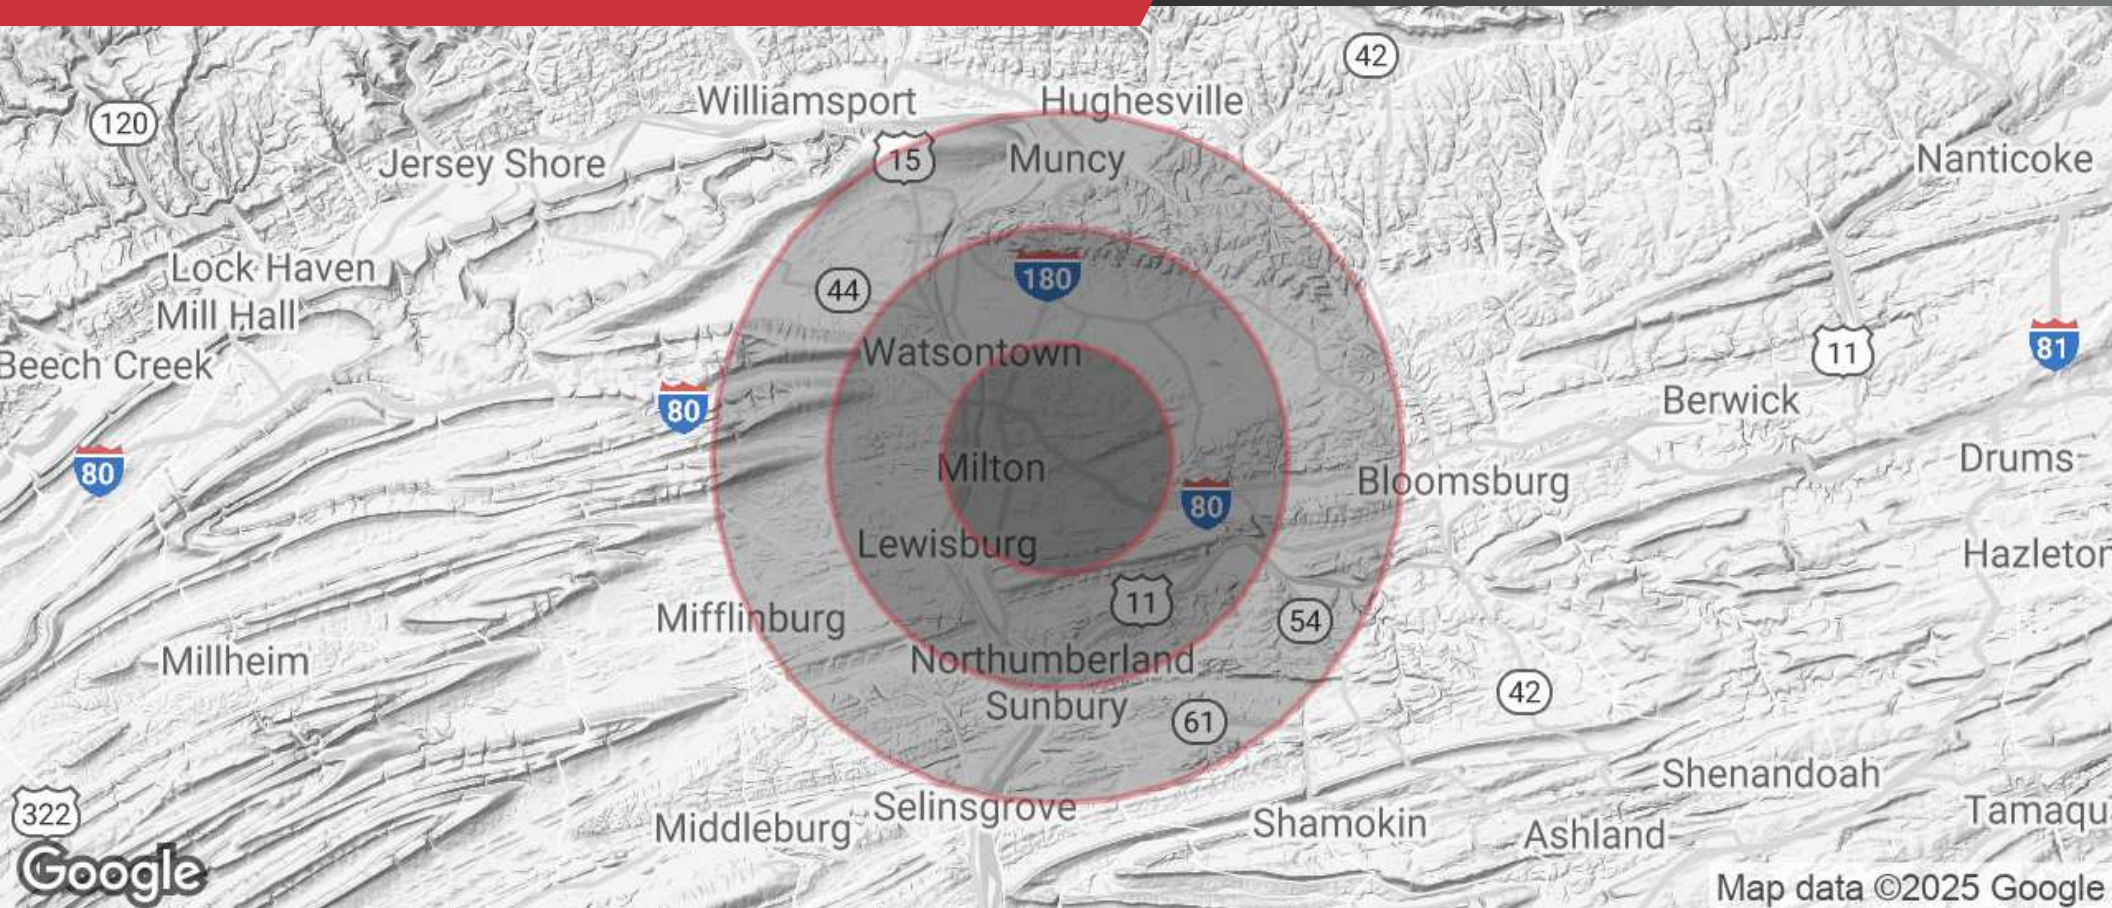 42
Williamsport
Hughesville
120
15
Muncy
Jersey Shore
Nanticoke
Lock Haven
180
44
Mill Hall
Watsontown
11
81
Beech Creek
80
Berwick
80
Milton
Drums
80
Bloomsburg
Lewisburg
Hazleton
11
Mifflinburg
54
Millheim
Northumberland
42
Sunbury
61
Shenandoah
322
Selinsgrove
Middleburg
Shamokin
Ashland
Tamaqu
Google
Map data ©2025 Google